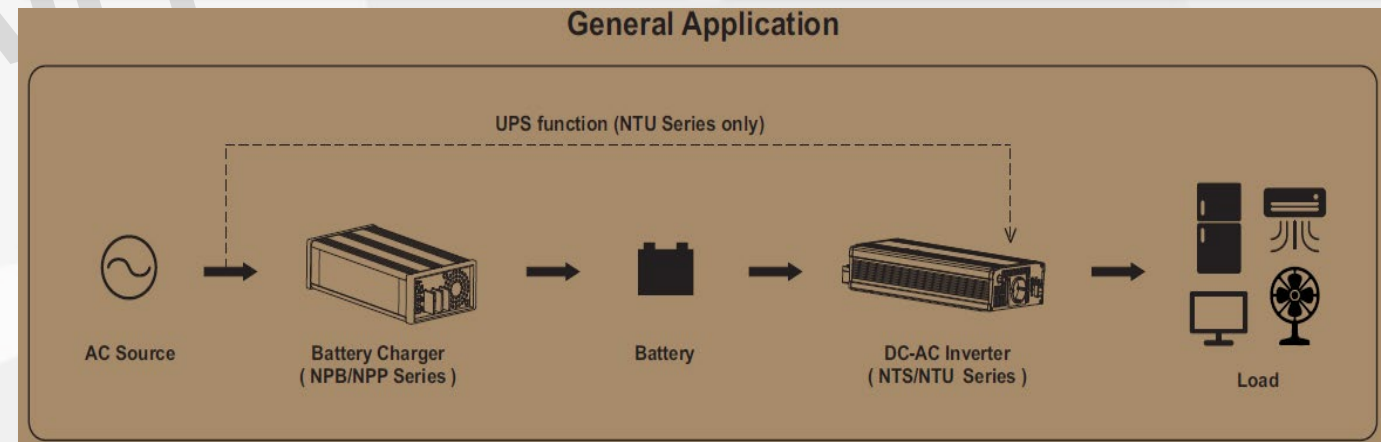 General Application
UPS function (NTU Series only)
AC Source
Battery Charger
( NPB/NPP Series )
Battery
DC-AC Inverter
( NTS/NTU Series )
Load